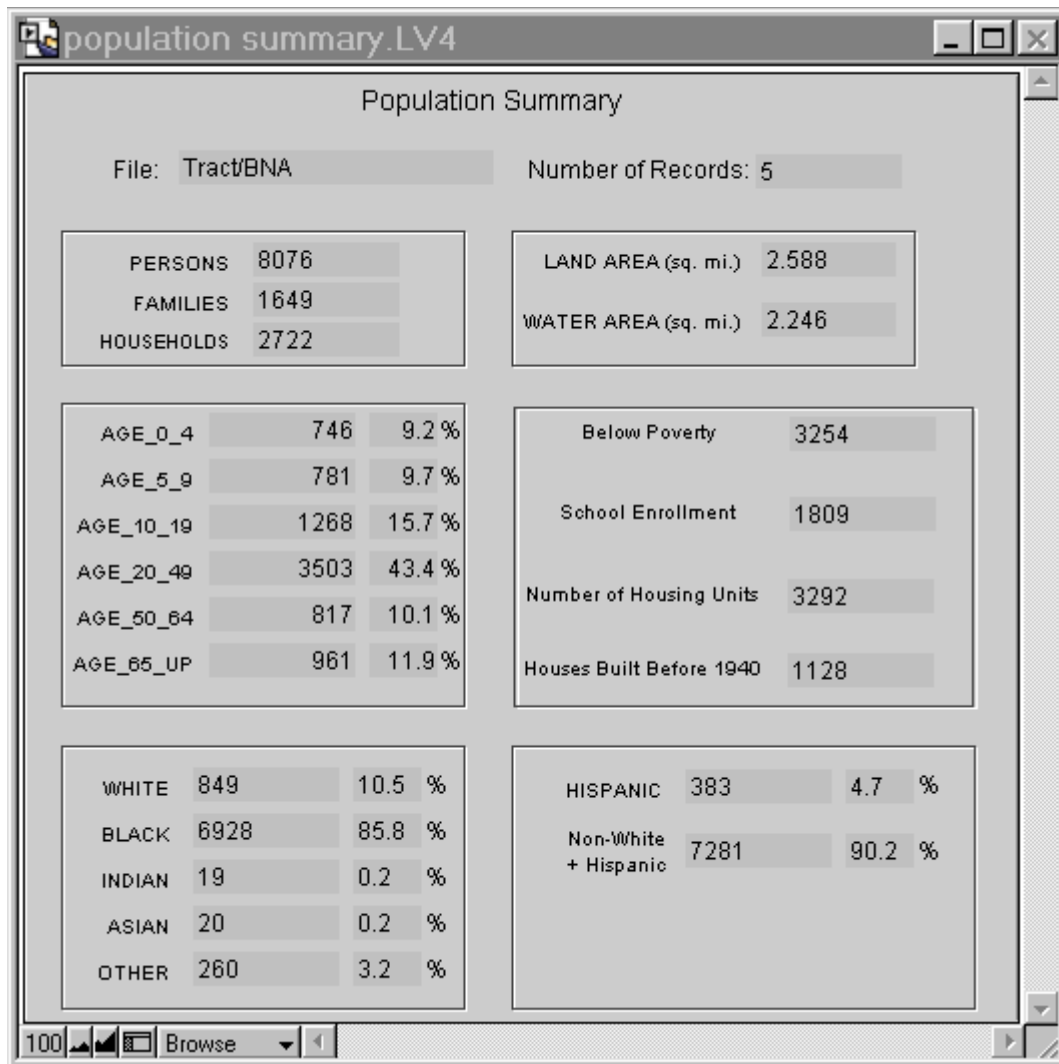 population summary.LV4
Population Summary
File: Tract/BNA
Number of Records: 5
PERSONS 8076
FAMILIES 1649
HOUSEHOLDS 2722
LAND AREA (sq. mi.) 2.588
WATER AREA (sq. mi.) 2.246
AGE_0_4 746 9.2 %
AGE_5_9 781 9.7 %
AGE_10_19 1268 15.7 %
AGE_20_49 3503 43.4 %
AGE_50_64 817 10.1 %
AGE_65_UP 961 11.9 %
Below Poverty 3254
School Enrollment 1809
Number of Housing Units 3292
Houses Built Before 1940 1128
WHITE 849 10.5 %
BLACK 6928 85.8 %
INDIAN 19 0.2 %
ASIAN 20 0.2 %
OTHER 260 3.2 %
HISPANIC 383 4.7 %
Non-White
+ Hispanic 7281 90.2 %
100 Browse